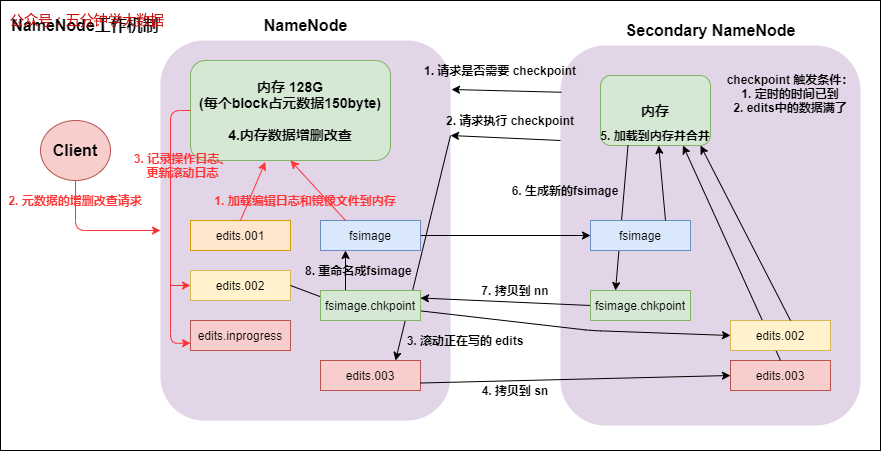 公众号：五分钟学大数据
NameNode工作机制
NameNode
Secondary NameNode
内存 128G
(每个block占元数据150byte)
4.内存数据增删改查
1. 请求是否需要 checkpoint
2. 请求执行 checkpoint
内存
5. 加载到内存并合并
checkpoint 触发条件：
1. 定时的时间已到
2. edits中的数据满了
Client
2. 元数据的增删改查请求
3. 记录操作日志、
更新滚动日志
1. 加载编辑日志和镜像文件到内存
6. 生成新的fsimage
edits.001
fsimage
fsimage
8. 重命名成fsimage
edits.002
fsimage.chkpoint
7. 拷贝到 nn
fsimage.chkpoint
edits.inprogress
3. 滚动正在写的 edits
edits.002
edits.003
4. 拷贝到 sn
edits.003